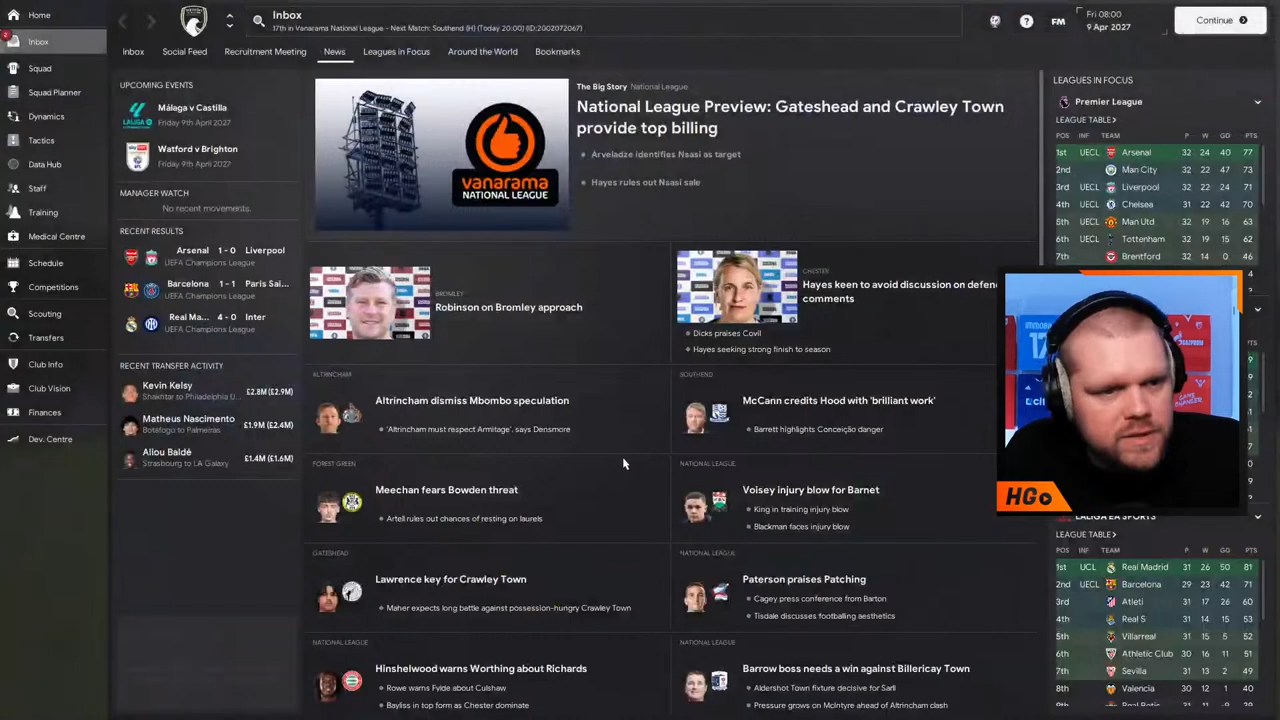 Home
Inbox
2
Squad
Squad Planner
Dynamics
Tactics
Data Hub
Staff
Training
Medical Centre
Schedule
Competitions
Scouting
Transfers
Club Info
Club Vision
Finances
Dev. Centre
Inbox
17th in Vanarama National League - Next Match: Southend (H) (Today 20:00) (ID:2002072067)
FM
Fri 08:00
9 Apr 2027
Continue
Inbox Social Feed Recruitment Meeting News Leagues in Focus Around the World Bookmarks
UPCOMING EVENTS
Málaga v Castilla
Friday 9th April 2027
Watford v Brighton
Friday 9th April 2027
MANAGER WATCH
No recent movements.
RECENT RESULTS
Arsenal 1 - 0 Liverpool
UEFA Champions League
Barcelona 1 - 1 Paris Sai...
UEFA Champions League
Real Ma... 4 - 0 Inter
UEFA Champions League
RECENT TRANSFER ACTIVITY
Kevin Kelsy
Shakhtar to Philadelphia U...
£2.8M (£2.9M)
Matheus Nascimento
Botafogo to Palmeiras
£1.9M (£2.4M)
Aliou Baldé
Strasbourg to LA Galaxy
£1.4M (£1.6M)
vanarama
NATIONAL LEAGUE
The Big Story National League
National League Preview: Gateshead and Crawley Town
provide top billing
Arveladze identifies Nsasi as target
Hayes rules out Nsasi sale
BROMLEY
Robinson on Bromley approach
CHESTER
Hayes keen to avoid discussion on defend
comments
Dicks praises Covil
Hayes seeking strong finish to season
ALTRINCHAM
Altrincham dismiss Mbombo speculation
'Altrincham must respect Armitage', says Densmore
SOUTHEND
McCann credits Hood with 'brilliant work'
Barrett highlights Conceição danger
FOREST GREEN
Meechan fears Bowden threat
Artell rules out chances of resting on laurels
NATIONAL LEAGUE
Voisey injury blow for Barnet
King in training injury blow
Blackman faces injury blow
GATESHEAD
Lawrence key for Crawley Town
Maher expects long battle against possession-hungry Crawley Town
NATIONAL LEAGUE
Paterson praises Patching
Cagey press conference from Barton
Tisdale discusses footballing aesthetics
NATIONAL LEAGUE
Hinshelwood warns Worthing about Richards
Rowe warns Fylde about Culshaw
Bayliss in top form as Chester dominate
NATIONAL LEAGUE
Barrow boss needs a win against Billericay Town
Aldershot Town fixture decisive for Sarll
Pressure grows on McIntyre ahead of Altrincham clash
LEAGUES IN FOCUS
Premier League
LEAGUE TABLE
POS INF TEAM P W GD PTS
1st UECL Arsenal 32 24 40 77
2nd Man City 32 22 47 73
3rd UECL Liverpool 32 22 24 71
4th UECL Chelsea 31 22 42 70
5th UECL Man Utd 32 19 16 63
6th UECL Tottenham 32 19 15 62
7th UECL Brentford 32 14 0 46
HGo
LALIGA EA SPORTS
LEAGUE TABLE
POS INF TEAM P W GD PTS
1st UCL Real Madrid 31 26 50 81
2nd UECL Barcelona 29 23 42 71
3rd Atleti 31 17 26 60
4th Real S 31 14 15 53
5th Villarreal 31 15 5 52
6th Athletic Club 30 16 11 51
7th Sevilla 31 13 2 49
8th Valencia 30 12 1 40
9th Real Betis